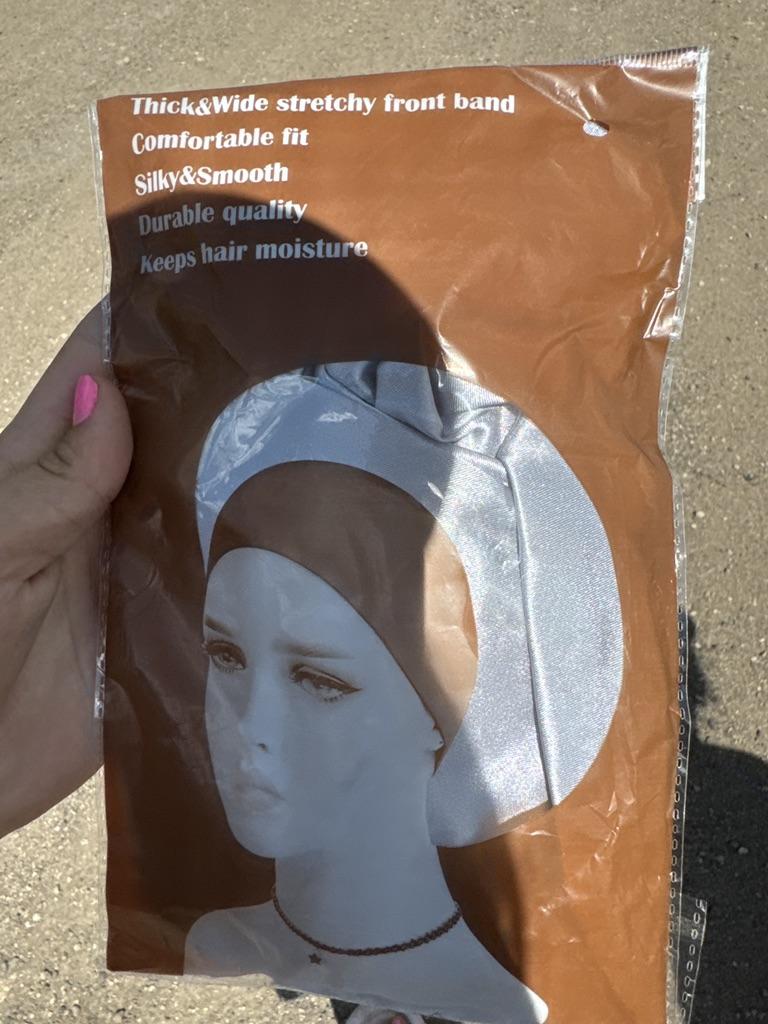 Thick&Wide stretchy front band
Comfortable fit
Silky&Smooth
Durable quality
Keeps hair moisture